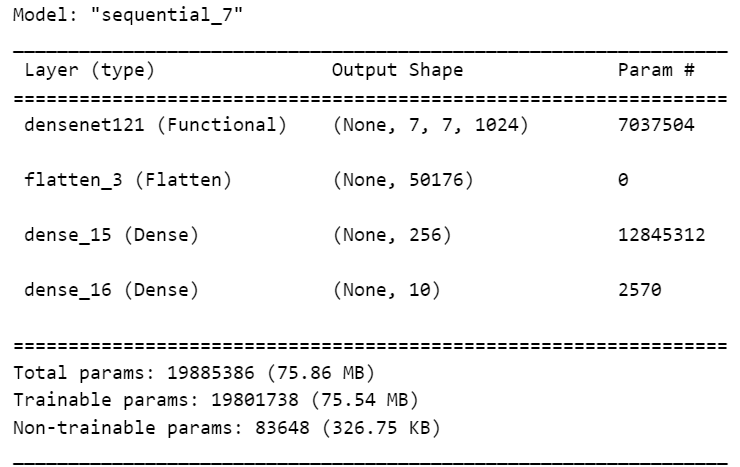 Model: "sequential_7"
_________________________________________________________________
Layer (type) Output Shape Param #
=================================================================
densenet121 (Functional) (None, 7, 7, 1024) 7037504
flatten_3 (Flatten) (None, 50176) 0
dense_15 (Dense) (None, 256) 12845312
dense_16 (Dense) (None, 10) 2570
=================================================================
Total params: 19885386 (75.86 MB)
Trainable params: 19801738 (75.54 MB)
Non-trainable params: 83648 (326.75 KB)
_________________________________________________________________